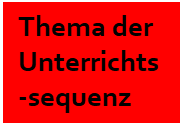 Thema der
Unterrichts
-sequenz